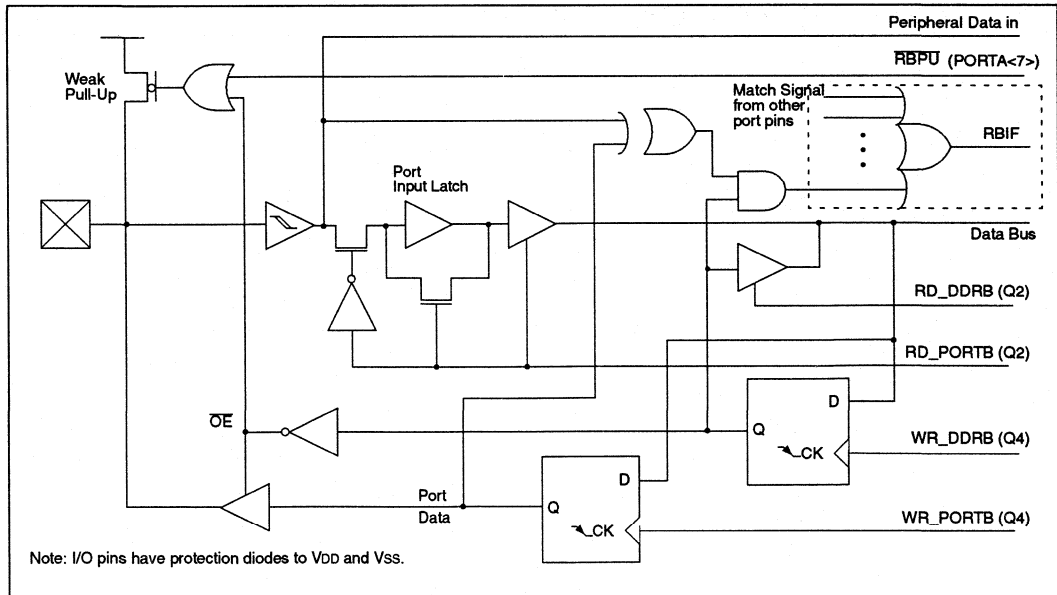 Peripheral Data in
RBPU (PORTA<7>)
Weak
Pull-Up
Match Signal
from other
port pins
RBIF
Port
Input Latch
Data Bus
RD_DDRB (Q2)
RD_PORTB (Q2)
D
OE
Q
CK
WR_DDRB (Q4)
D
Port
Data
Q
CK
WR_PORTB (Q4)
Note: I/O pins have protection diodes to VDD and VSS.